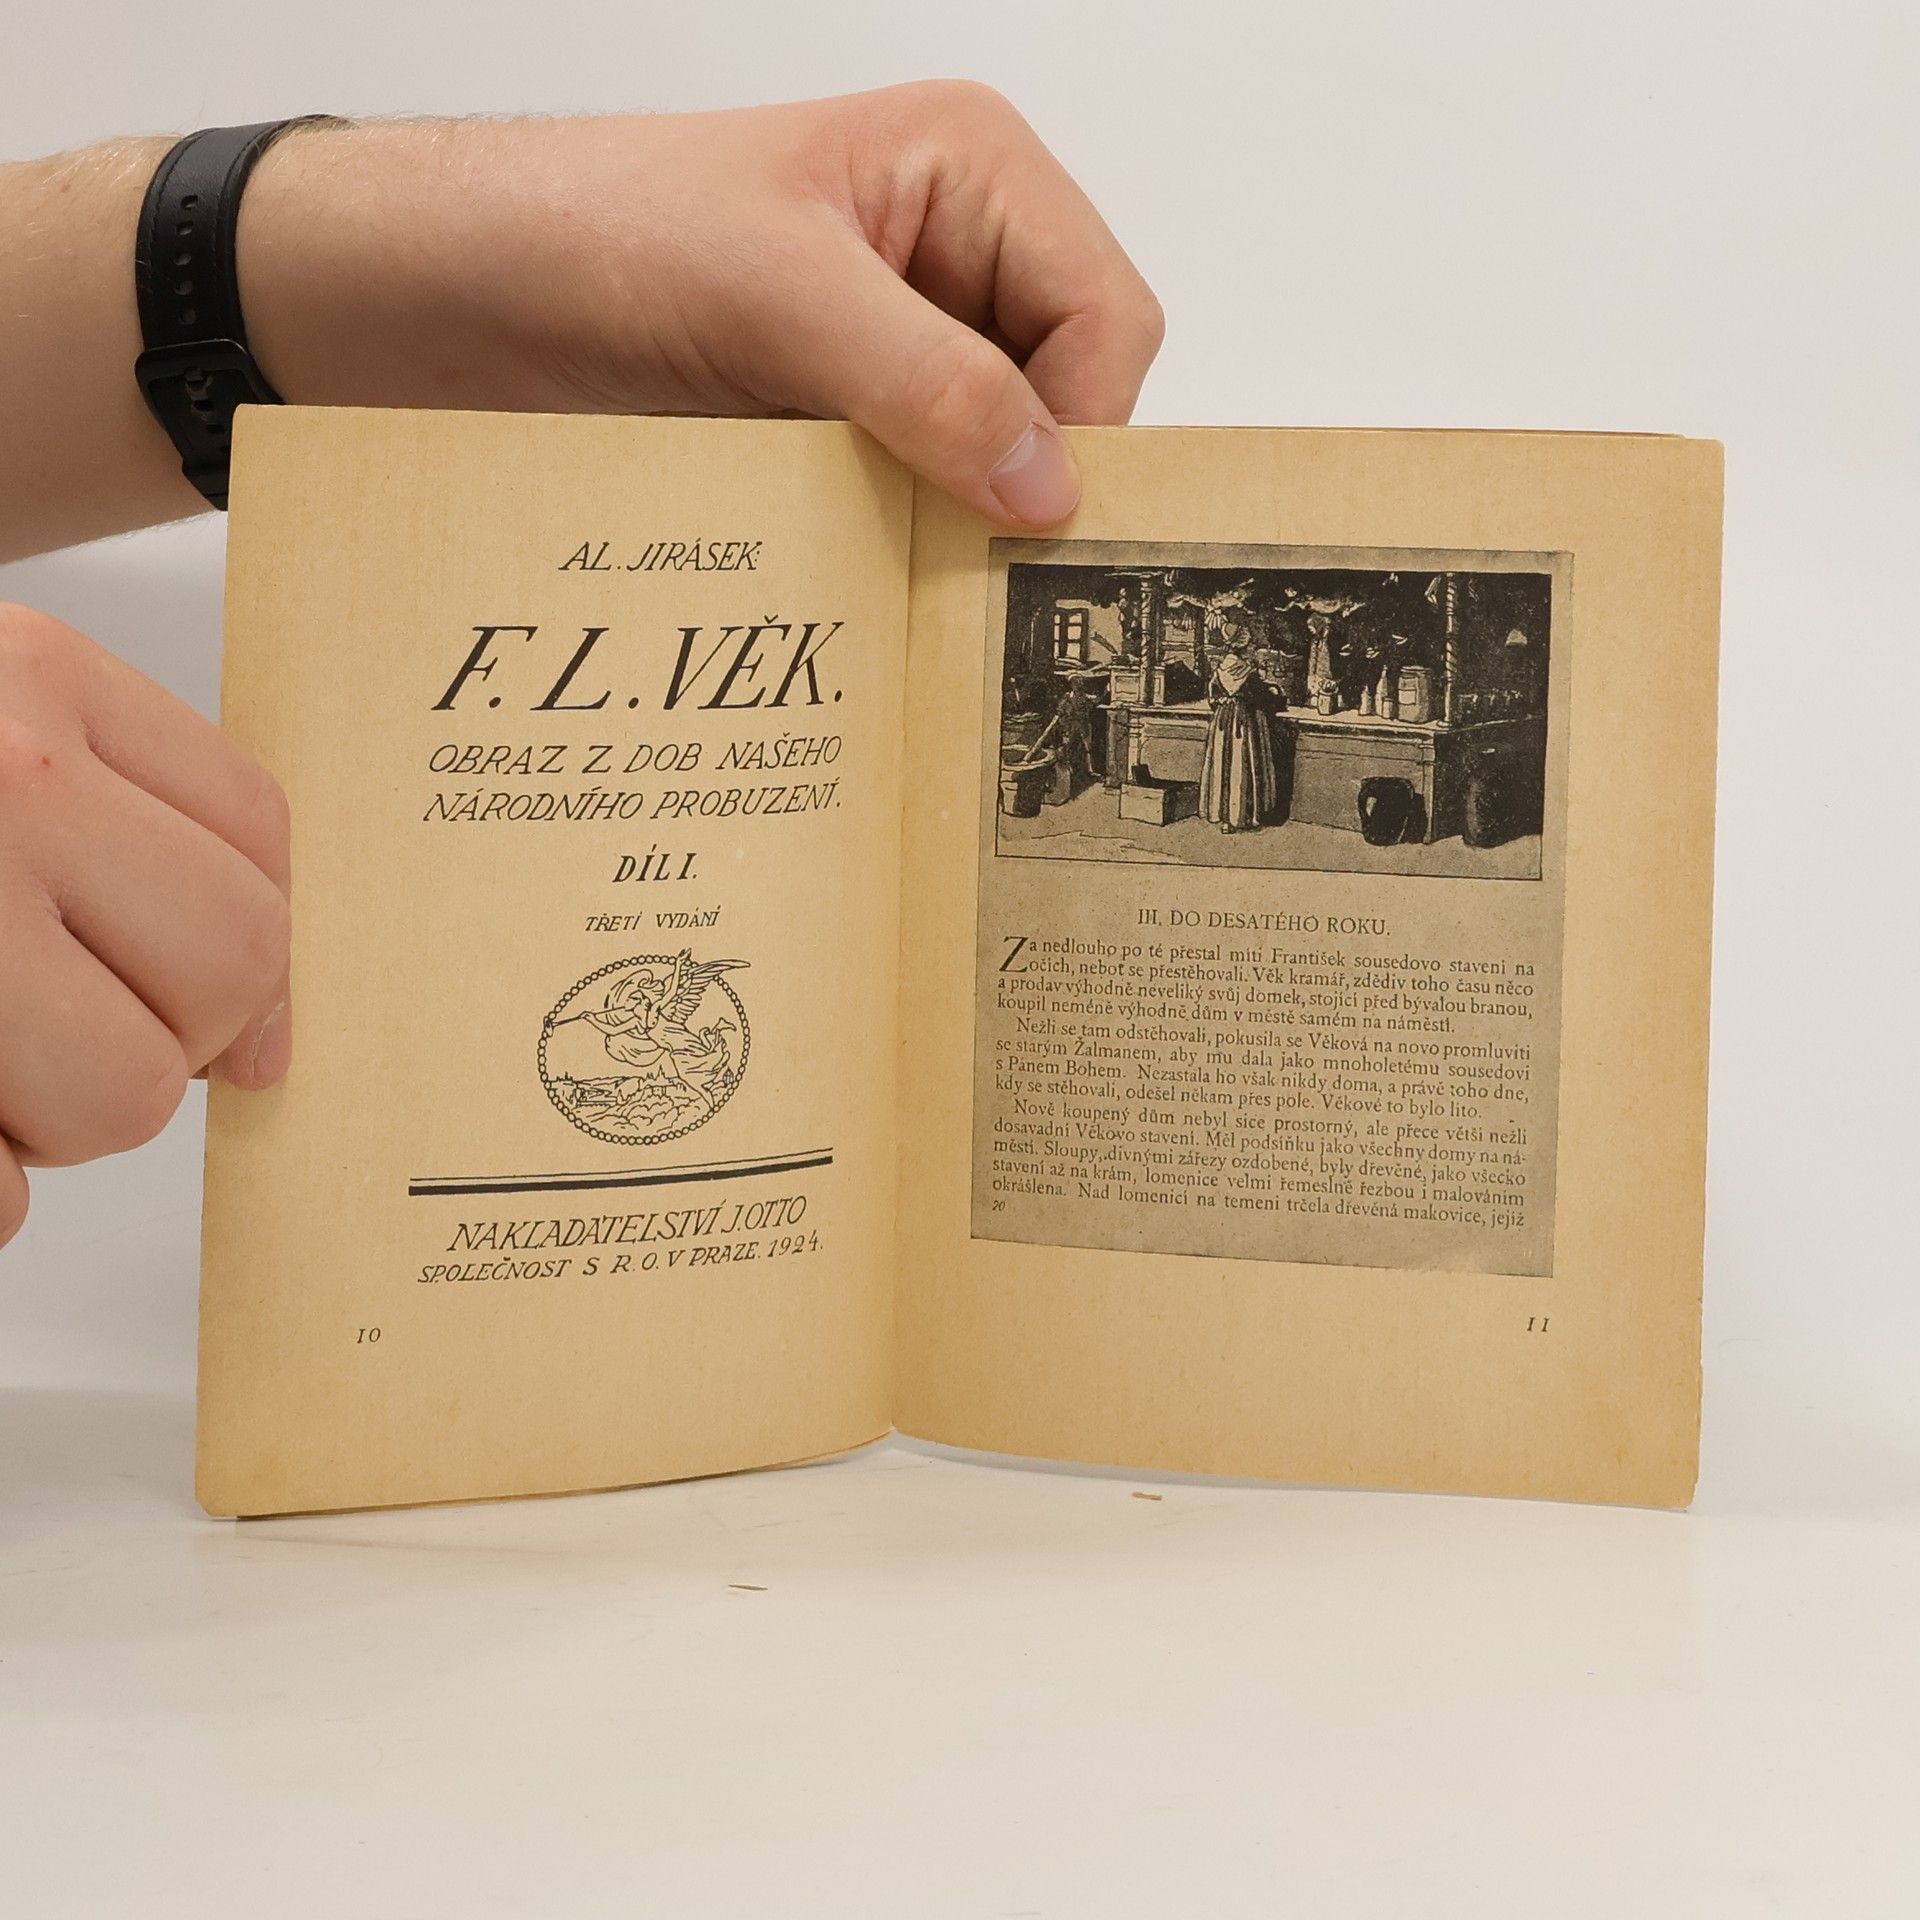 AL. JIRÁSEK:
F. L. VĚK.
OBRAZ Z DOB NAŠEHO
NÁRODNÍHO PROBUZENÍ.
DÍL I.
TŘETÍ VYDÁNÍ
NAKLADATELSTVÍ J. OTTO
SPOLEČNOST S R. O. V PRAZE. 1924.
10
III. DO DESATÉHO ROKU.
Za nedlouho po té přestal míti František sousedovo stavení na
očích, neboť se přestěhovali. Věk kramář, zdědiv toho času něco
a prodav výhodně neveliký svůj domek, stojící před bývalou branou,
koupil neméně výhodně dům v městě samém na náměstí.
Nežli se tam odstěhovali, pokusila se Věková na novo promluviti
se starým Žalmanem, aby mu dala jako mnoholetému sousedovi
s Pánem Bohem. Nezastala ho však nikdy doma, a právě toho dne,
kdy se stěhovali, odešel někam přes pole. Věkové to bylo líto.
Nově koupený dům nebyl sice prostorný, ale přece větší nežli
dosavadní Věkovo stavení. Měl podsíňku jako všechny domy na ná-
městí. Sloupy, divnými zářezy ozdobené, byly dřevěné, jako všecko
stavení až na krám, lomenice velmi řemeslně řezbou i malováním
okrášlena. Nad lomenicí na temeni trčela dřevěná makovice, jejíž
20
11